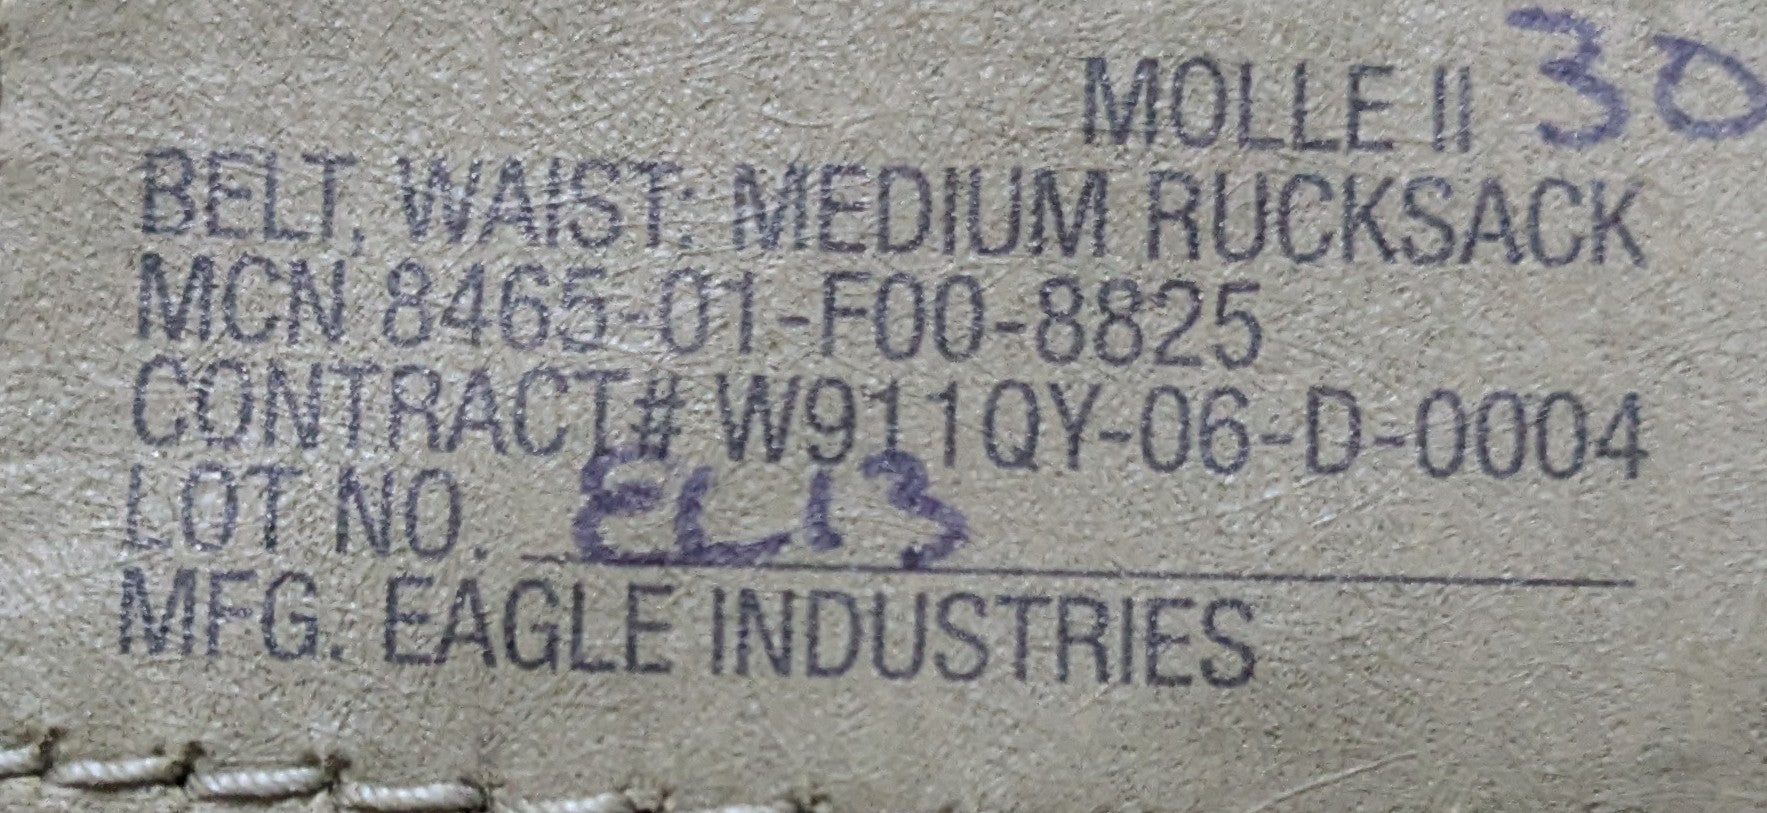 MOLLE II 30
BELT, WAIST: MEDIUM RUCKSACK
MCN 8465-01-F00-8825
CONTRACT# W911QY-06-D-0004
LOT NO. EL13
MFG. EAGLE INDUSTRIES